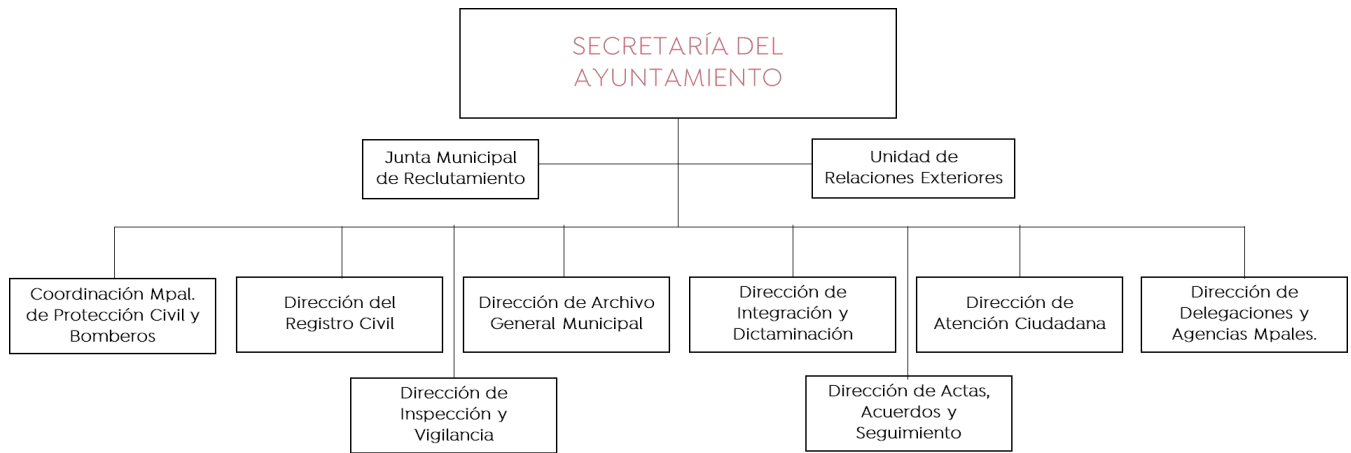 SECRETARÍA DEL
AYUNTAMIENTO
Junta Municipal
de Reclutamiento
Unidad de
Relaciones Exteriores
Coordinación Mpal.
de Protección Civil y
Bomberos
Dirección del
Registro Civil
Dirección de Archivo
General Municipal
Dirección de
Integración y
Dictaminación
Dirección de
Atención Ciudadana
Dirección de
Delegaciones y
Agencias Mpales.
Dirección de
Inspección y
Vigilancia
Dirección de Actas,
Acuerdos y
Seguimiento